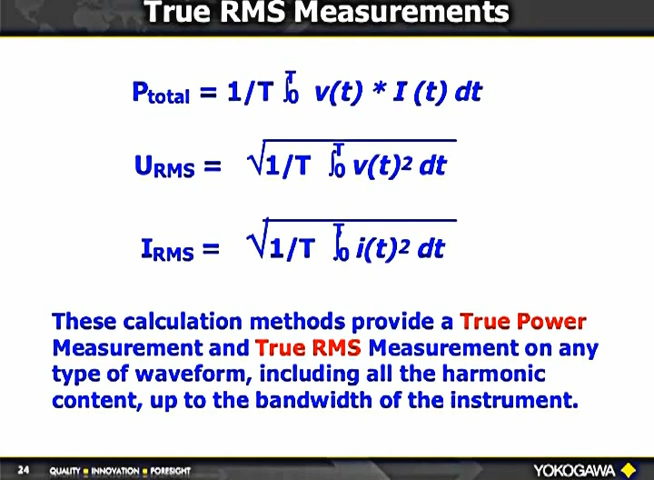 True RMS Measurements
Ptotal = 1/T ∫₀ᵀ v(t) * I (t) dt
URMS = √1/T ∫₀ᵀ v(t)² dt
IRMS = √1/T ∫₀ᵀ i(t)² dt
These calculation methods provide a True Power
Measurement and True RMS Measurement on any
type of waveform, including all the harmonic
content, up to the bandwidth of the instrument.
24 QUALITY ■ INNOVATION ■ FORESIGHT YOKOGAWA ◆